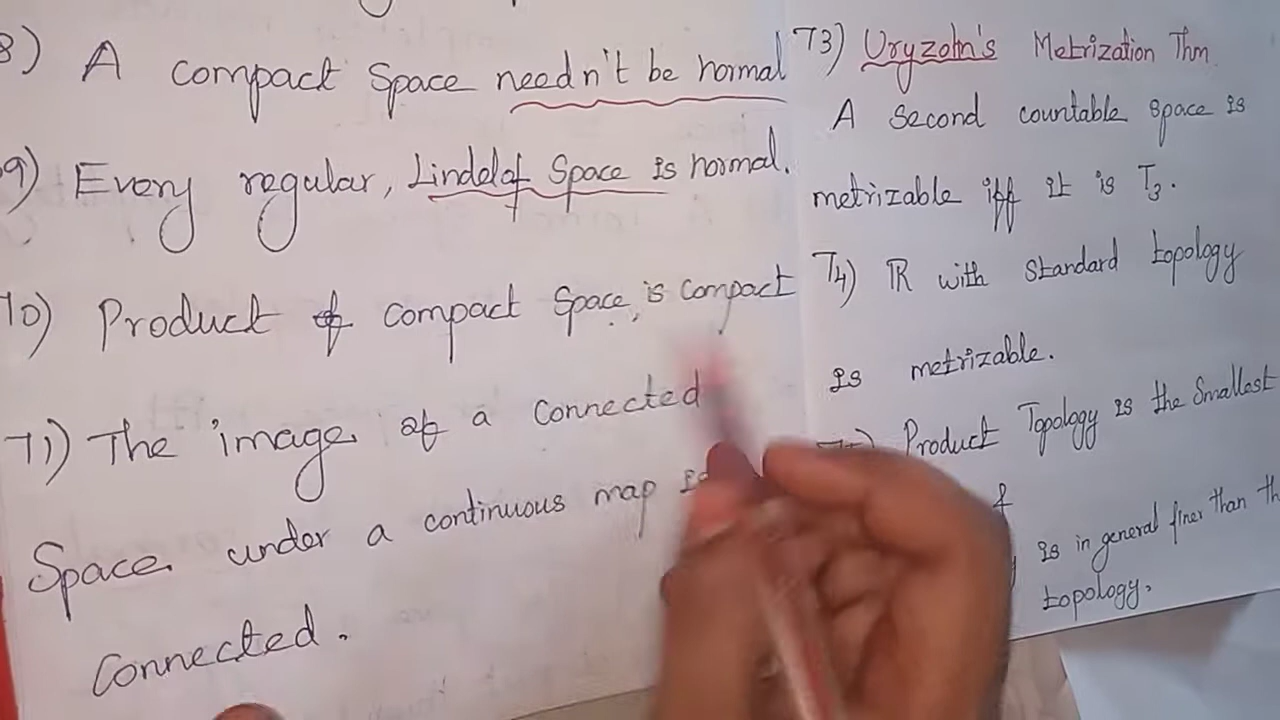 8) A compact Space needn't be normal
9) Every regular, Lindelof Space is normal.
70) Product of compact Space, is compact
71) The image of a connected
Space under a continuous map is
connected.
73) Uryzohn's Metrization Thm.
A second countable space is
metrizable iff it is T3.
74) ℝ with standard topology
is metrizable.
Product Topology is the smallest
is in general finer than
topology.